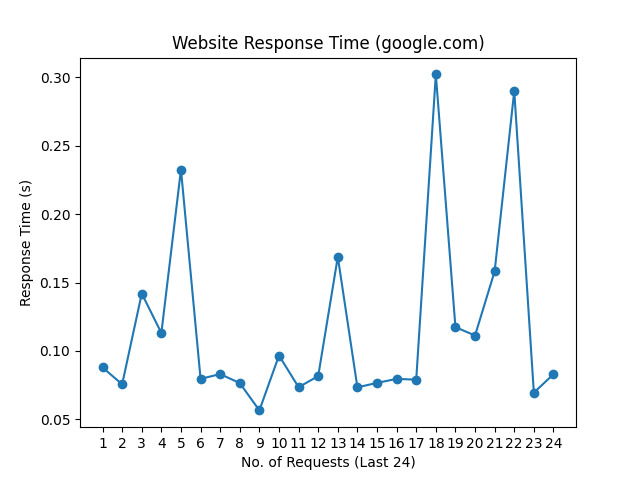 Website Response Time (google.com)
0.30
0.25
0.20
0.15
0.10
0.05
Response Time (s)
1 2 3 4 5 6 7 8 9 10 11 12 13 14 15 16 17 18 19 20 21 22 23 24
No. of Requests (Last 24)